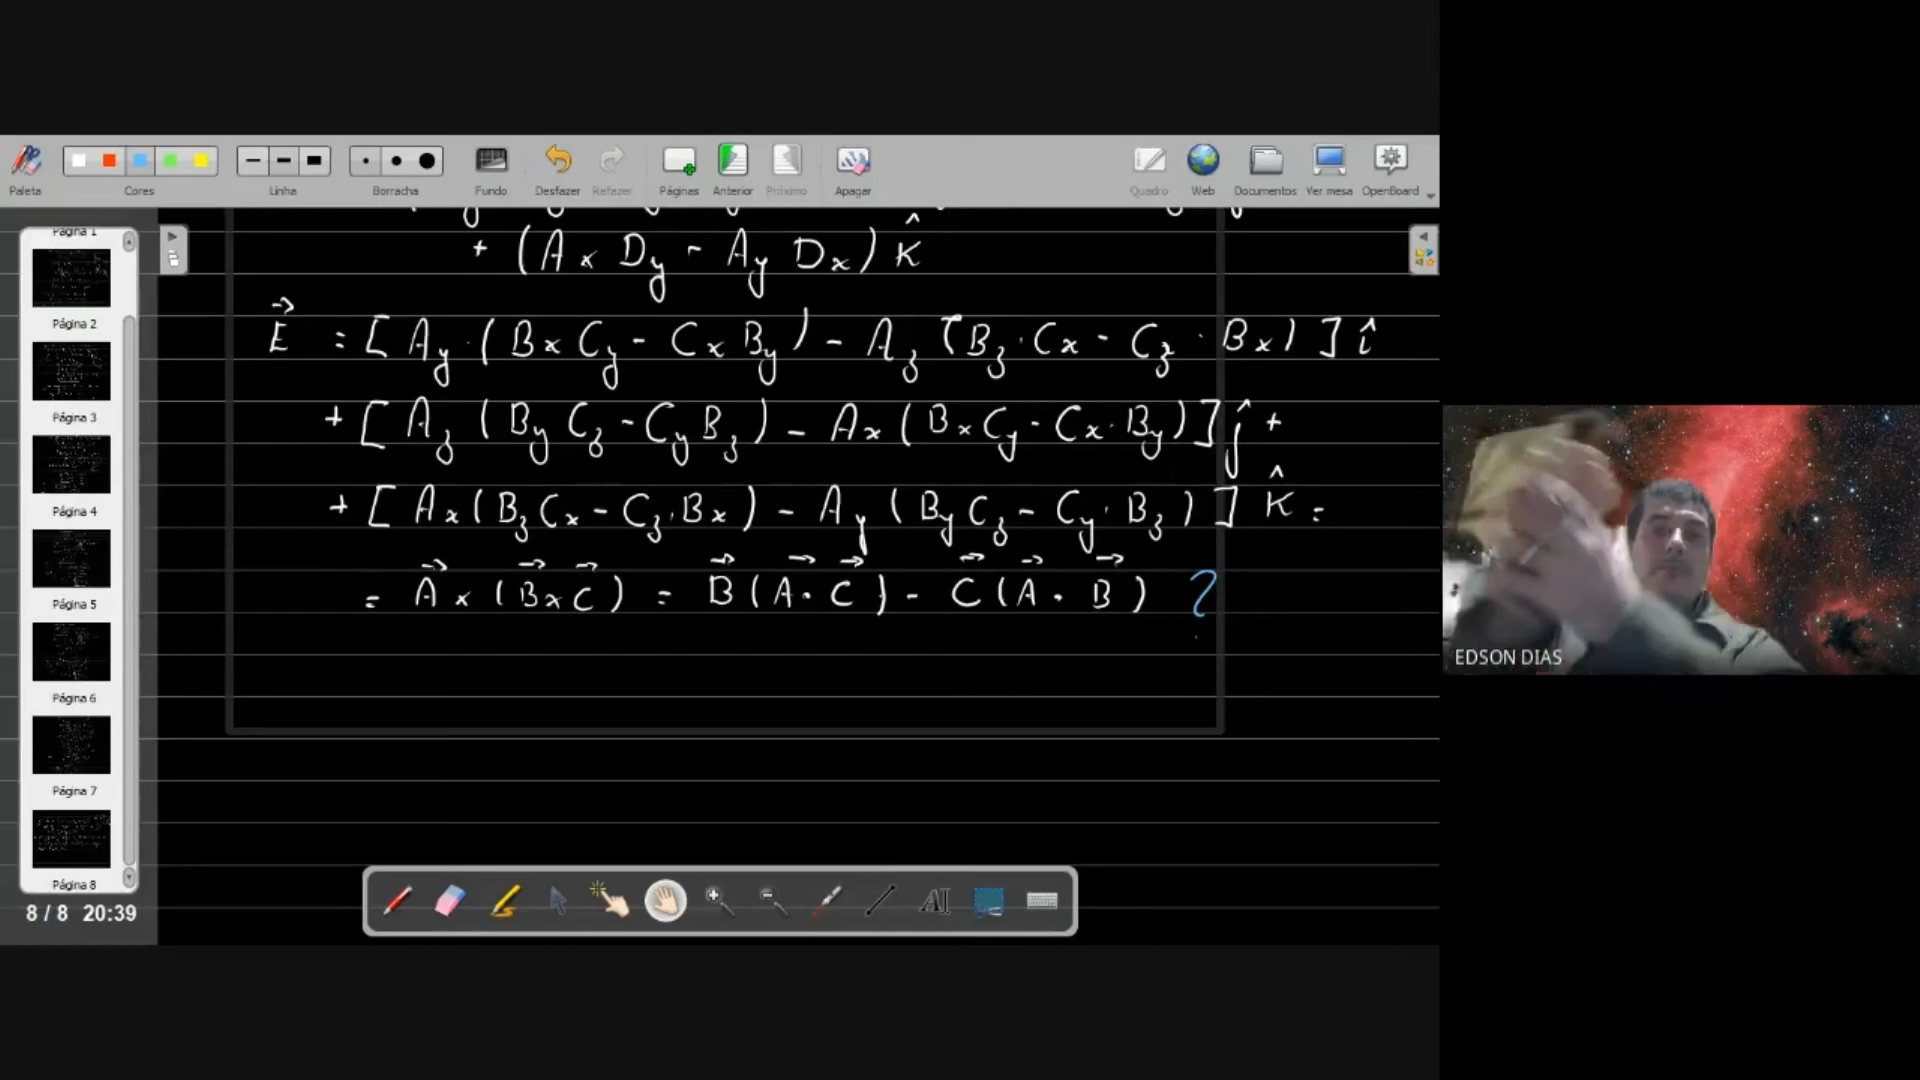 Paleta
Cores
Linha
Borracha
Fundo
Desfazer
Refazer
Páginas
Anterior
Próximo
Apagar
Quadro
Web
Documentos
Ver mesa
OpenBoard
Página 1
Página 2
Página 3
Página 4
Página 5
Página 6
Página 7
Página 8
8 / 8 20:39
+ (Ax Dy - Ay Dx) k̂
E⃗ = [Ay·(Bx Cy - Cx By) - Az (Bz·Cx - Cz·Bx)] î
+ [Az (By Cz - Cy Bz) - Ax (Bx Cy - Cx·By)] ĵ +
+ [Ax (Bz Cx - Cz·Bx) - Ay (By Cz - Cy·Bz)] k̂ =
= A⃗ × (B⃗ × C⃗) = B⃗ (A⃗ · C⃗) - C⃗ (A⃗ · B⃗) ?
AI
EDSON DIAS